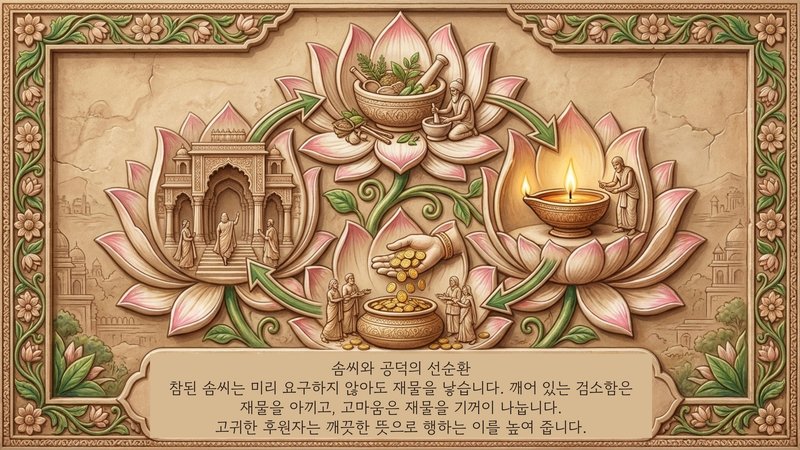 솜씨와 공덕의 선순환
참된 솜씨는 미리 요구하지 않아도 재물을 낳습니다. 깨어 있는 검소함은
재물을 아끼고, 고마움은 재물을 기꺼이 나눕니다.
고귀한 후원자는 깨끗한 뜻으로 행하는 이를 높여 줍니다.